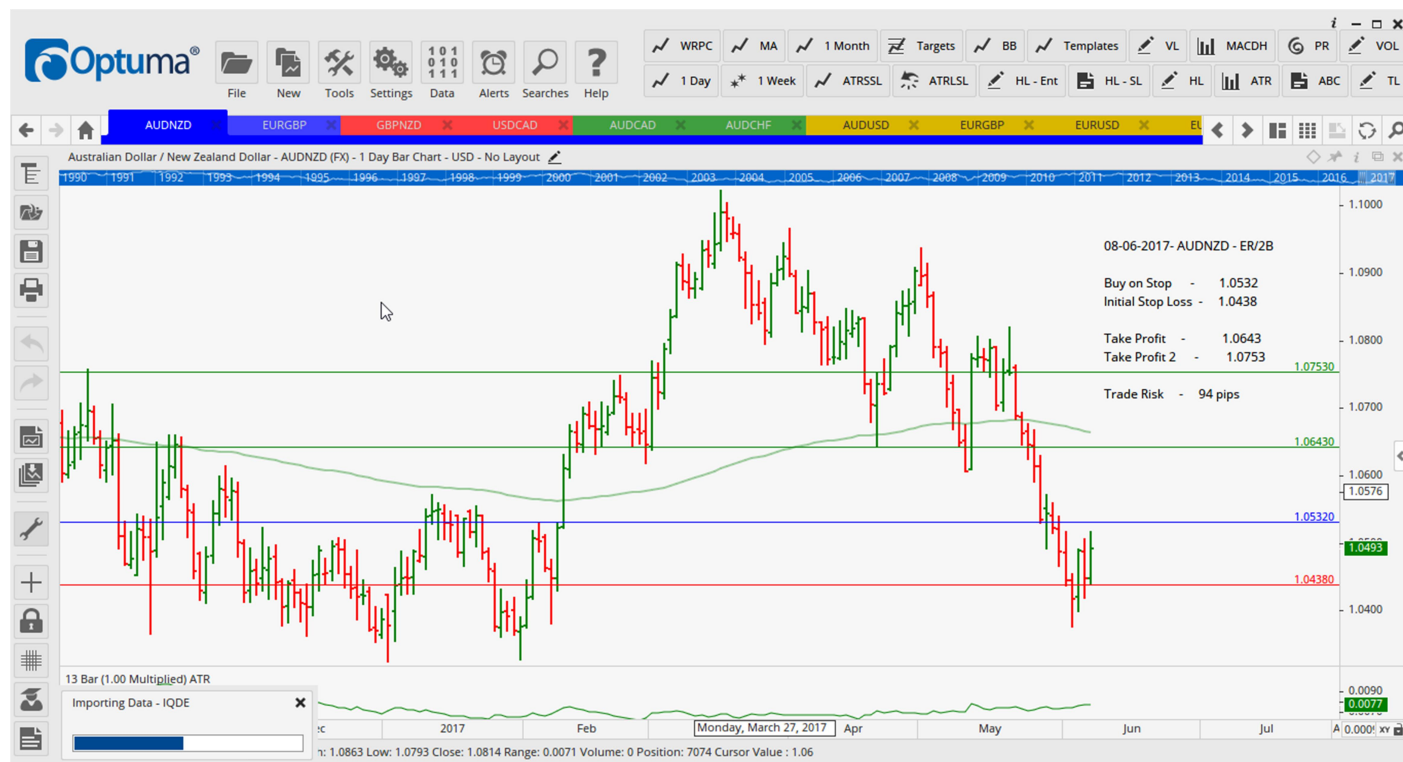 i
Optuma®
File
New
Tools
Settings
101
010
111
Data
Alerts
Searches
?
Help
WRPC
MA
1 Month
Targets
BB
Templates
VL
MACDH
PR
VOL
1 Day
1 Week
ATRSSL
ATRLSL
HL - Ent
HL - SL
HL
ATR
ABC
TL
AUDNZD
EURGBP
GBPNZD
USDCAD
AUDCAD
AUDCHF
AUDUSD
EURGBP
EURUSD
EU
Australian Dollar / New Zealand Dollar - AUDNZD (FX) - 1 Day Bar Chart - USD - No Layout
i
1990 1991 1992 1993 1994 1995 1996 1997 1998 1999 2000 2001 2002 2003 2004 2005 2006 2007 2008 2009 2010 2011 2012 2013 2014 2015 2016 2017
1.1000
08-06-2017- AUDNZD - ER/2B
1.0900
Buy on Stop - 1.0532
Initial Stop Loss - 1.0438
Take Profit - 1.0643
1.0800
Take Profit 2 - 1.0753
1.07530
Trade Risk - 94 pips
1.0700
1.06430
1.0600
1.0576
1.05320
1.0493
1.04380
1.0400
13 Bar (1.00 Multiplied) ATR
0.0090
Importing Data - IQDE
0.0077
2017 Feb Monday, March 27, 2017 Apr May Jun Jul A
0.0009 XY
1.0863 Low: 1.0793 Close: 1.0814 Range: 0.0071 Volume: 0 Position: 7074 Cursor Value : 1.06